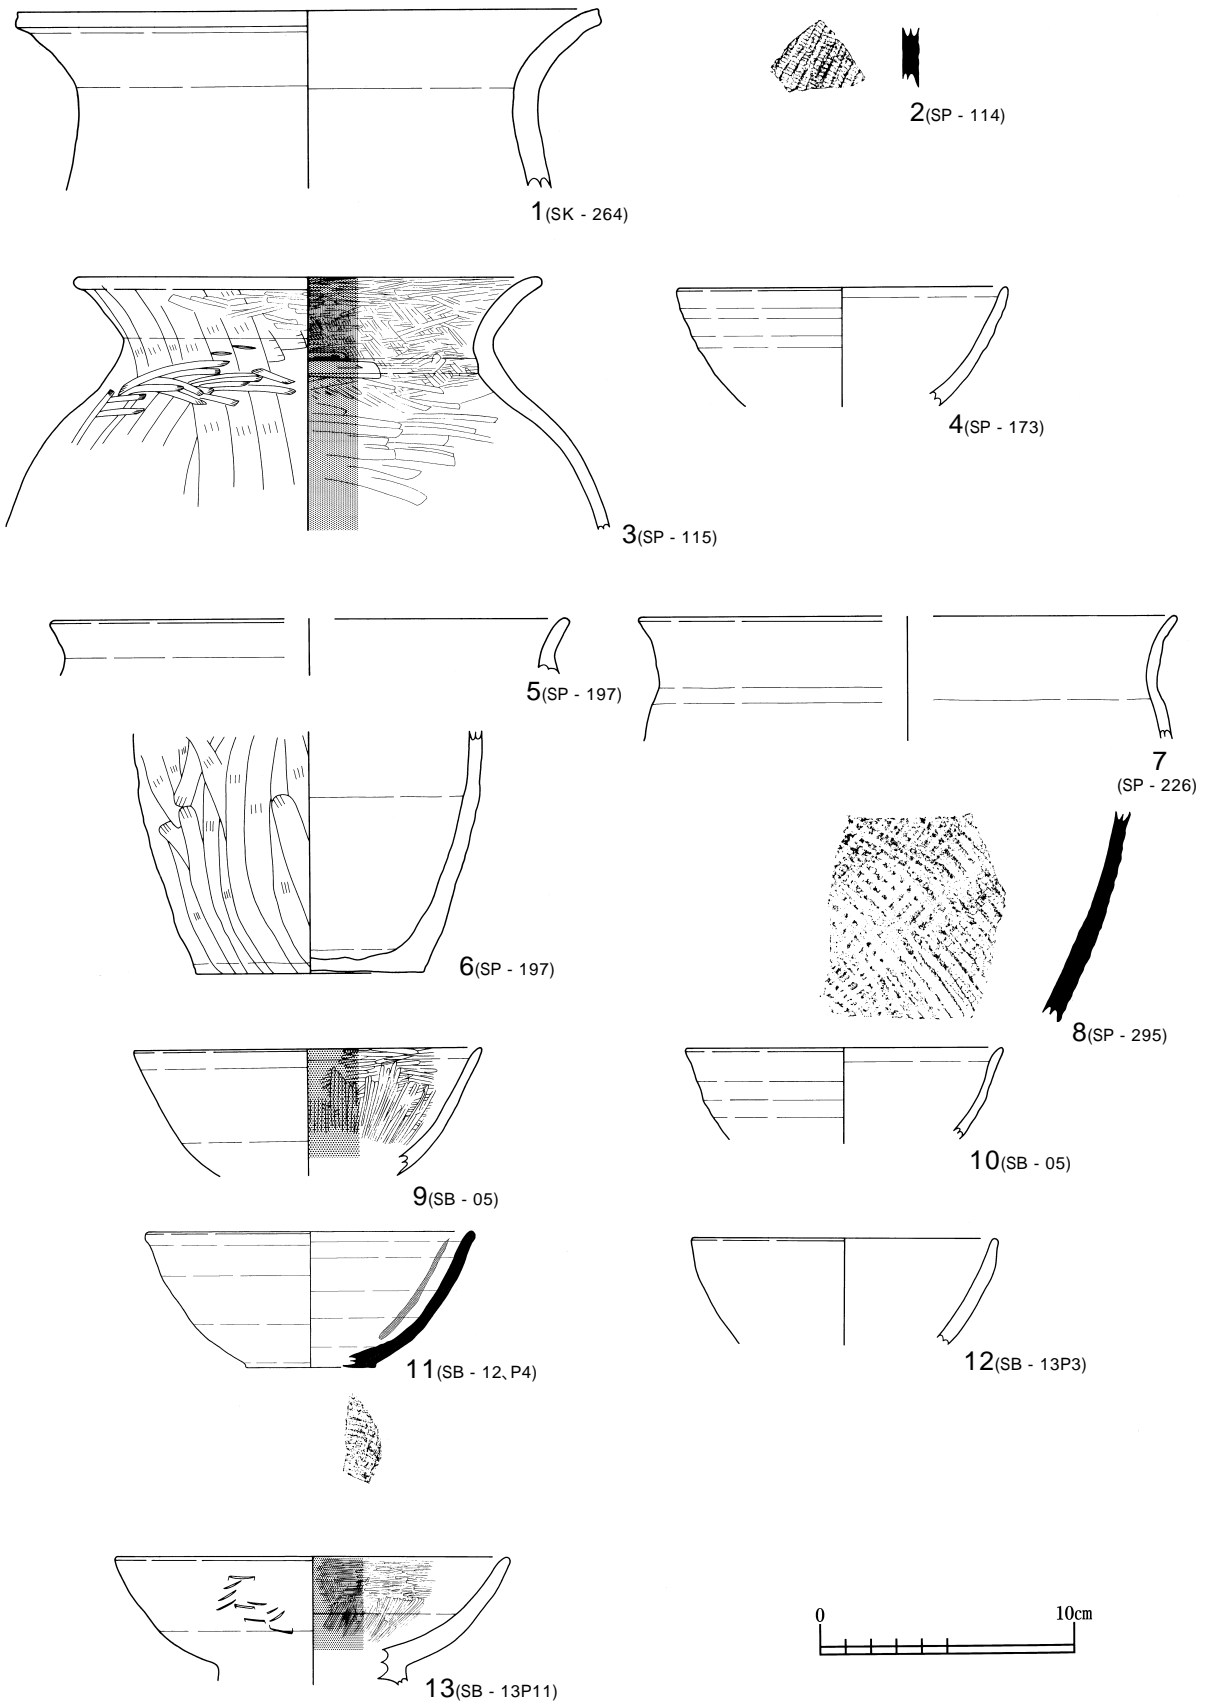 2(SP - 114)
1(SK - 264)
4(SP - 173)
3(SP - 115)
5(SP - 197)
7
(SP - 226)
6(SP - 197)
8(SP - 295)
10(SB - 05)
9(SB - 05)
11(SB - 12、P4)
12(SB - 13P3)
0 10cm
13(SB - 13P11)